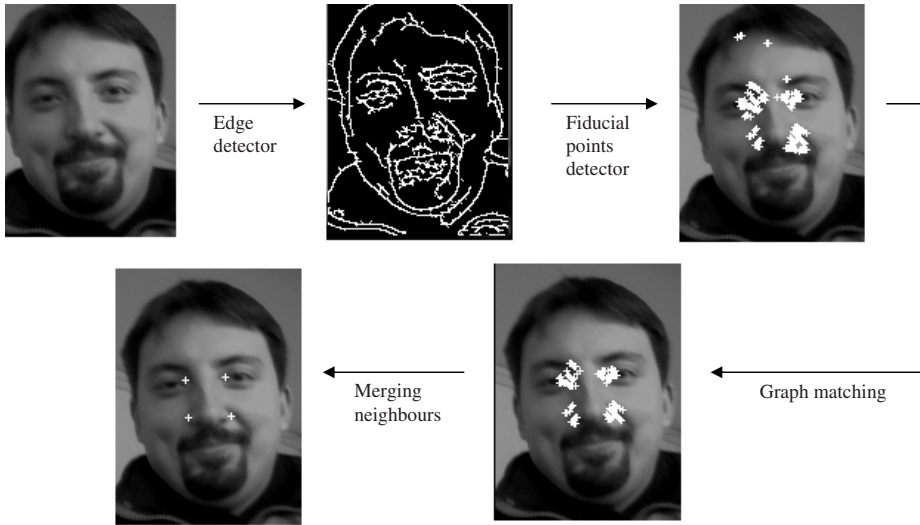 Edge
detector
Fiducial
points
detector
Graph matching
Merging
neighbours